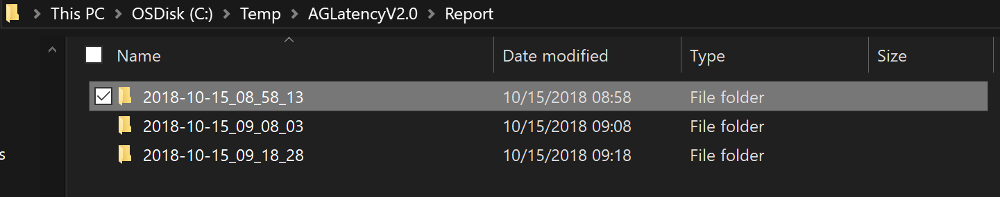 This PC > OSDisk (C:) > Temp > AGLatencyV2.0 > Report
Name Date modified Type Size
2018-10-15_08_58_13 10/15/2018 08:58 File folder
2018-10-15_09_08_03 10/15/2018 09:08 File folder
2018-10-15_09_18_28 10/15/2018 09:18 File folder
s